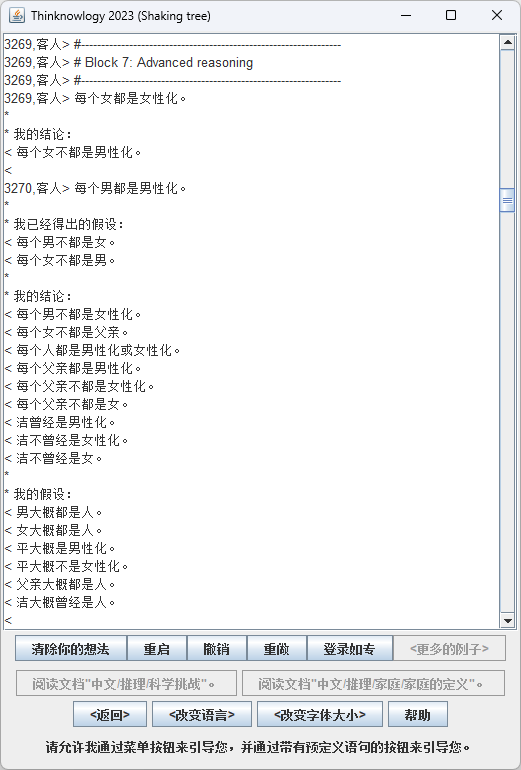 Thinknowlogy 2023 (Shaking tree)
3269,客人> #----------------------------------------------------------------
3269,客人> # Block 7: Advanced reasoning
3269,客人> #----------------------------------------------------------------
3269,客人> 每个女都是女性化。
*
* 我的结论：
< 每个女不都是男性化。
<
3270,客人> 每个男都是男性化。
*
* 我已经得出的假设：
< 每个男不都是女。
< 每个女不都是男。
*
* 我的结论：
< 每个男不都是女性化。
< 每个女不都是父亲。
< 每个人都是男性化或女性化。
< 每个父亲都是男性化。
< 每个父亲不都是女性化。
< 每个父亲不都是女。
< 洁曾经是男性化。
< 洁不曾经是女性化。
< 洁不曾经是女。
*
* 我的假设：
< 男大概都是人。
< 女大概都是人。
< 平大概是男性化。
< 平大概不是女性化。
< 父亲大概都是人。
< 洁大概曾经是人。
<
清除你的想法 重启 撤销 重做 登录如专 <更多的例子>
阅读文档"中文/推理/科学挑战"。 阅读文档"中文/推理/家庭/家庭的定义"。
<返回> <改变语言> <改变字体大小> 帮助
请允许我通过菜单按钮来引导您，并通过带有预定义语句的按钮来引导您。